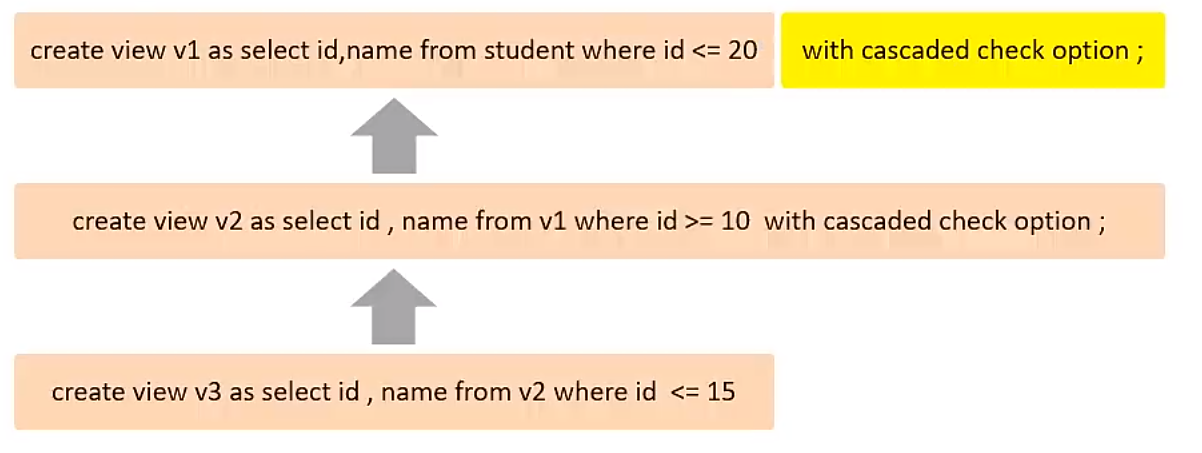 create view v1 as select id,name from student where id <= 20 with cascaded check option ;
create view v2 as select id , name from v1 where id >= 10 with cascaded check option ;
create view v3 as select id , name from v2 where id <= 15